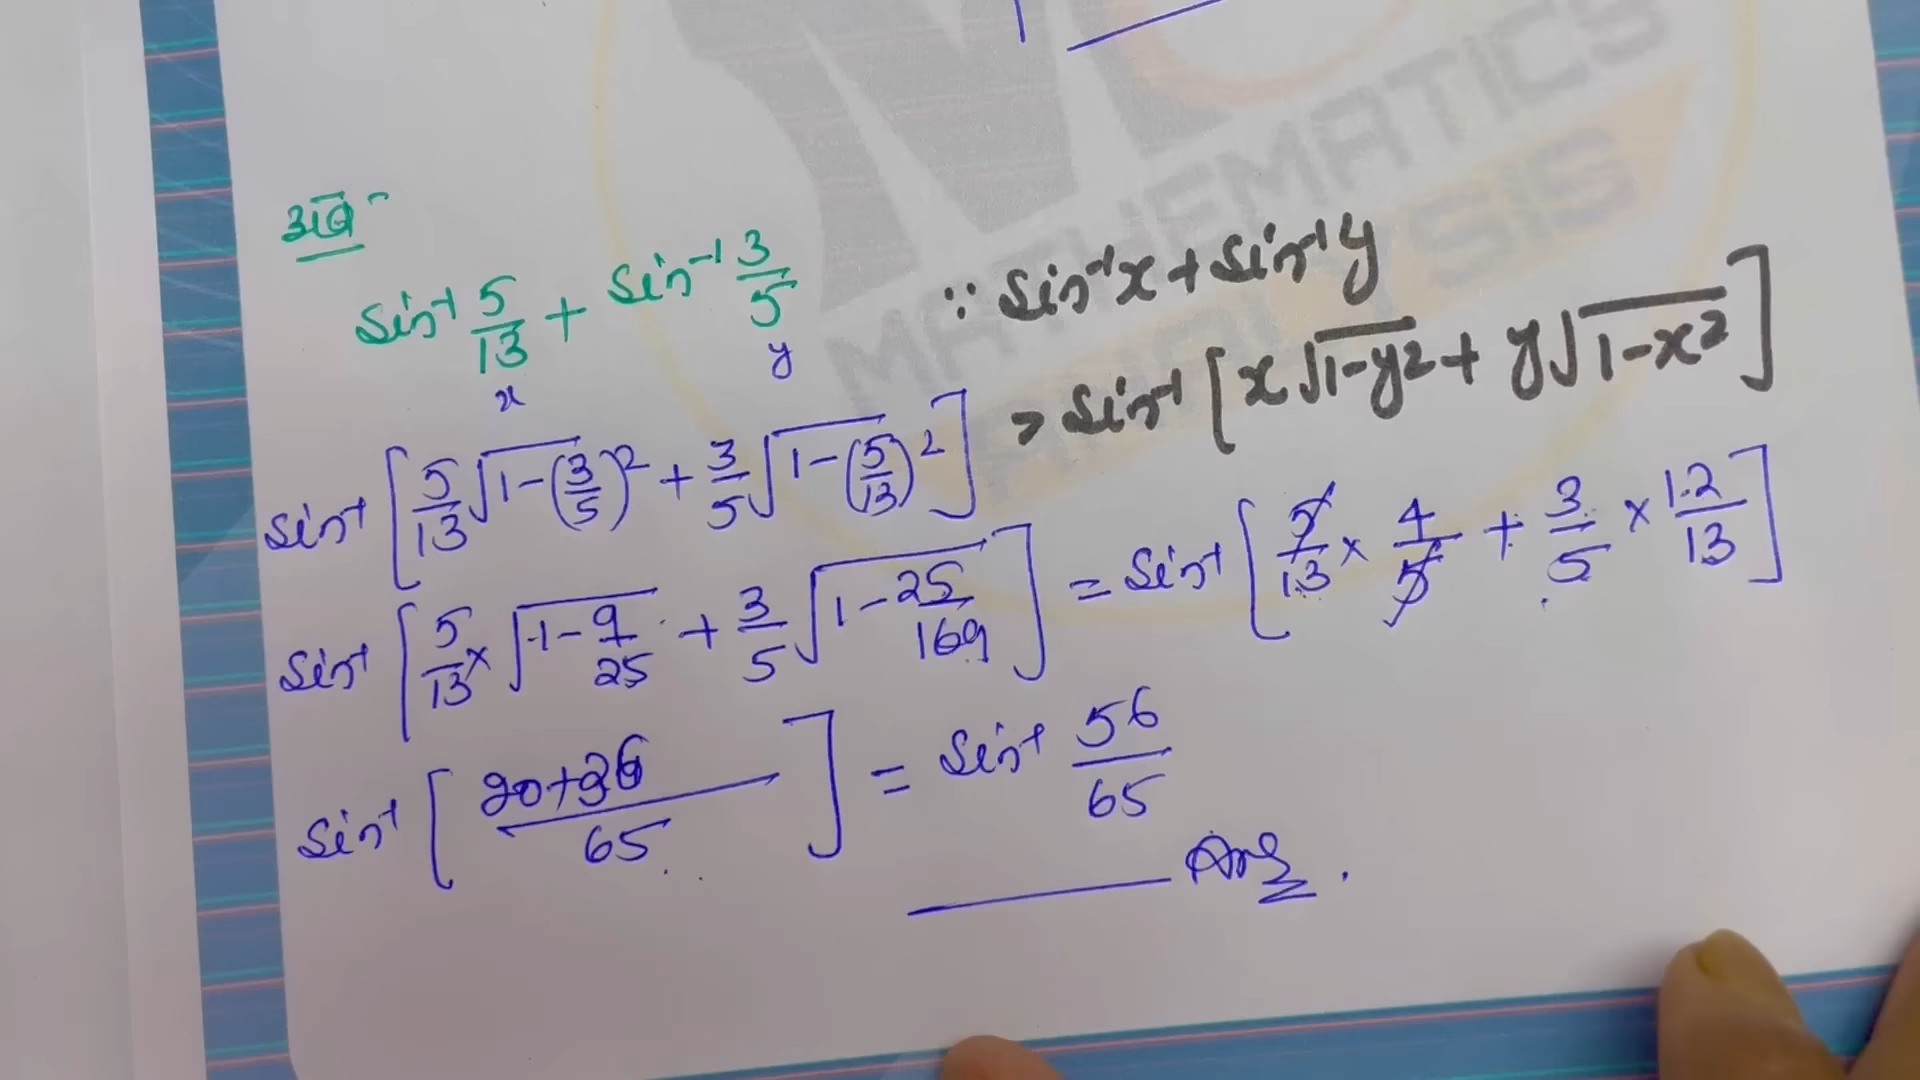 अब
sin⁻¹ 5/13 + sin⁻¹ 3/5
x y
∵ sin⁻¹x + sin⁻¹y
= sin⁻¹ [x√1-y² + y√1-x²]
sin⁻¹ [5/13 √1-(3/5)² + 3/5 √1-(5/13)²]
sin⁻¹ [5/13 × √1-9/25 + 3/5 √1-25/169] = sin⁻¹ [5/13 × 4/5 + 3/5 × 12/13]
sin⁻¹ [20+36/65] = sin⁻¹ 56/65
Ans.
MATHEMATICS
ANALYSIS